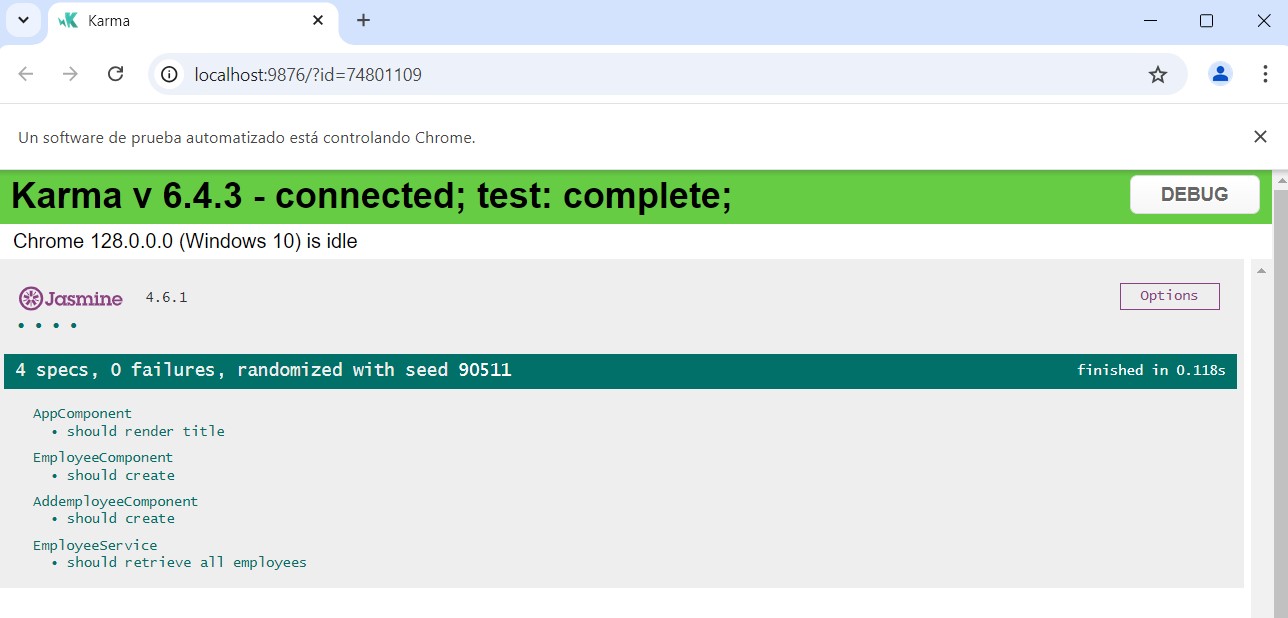 Karma
localhost:9876/?id=74801109
Un software de prueba automatizado está controlando Chrome.
Karma v 6.4.3 - connected; test: complete;
DEBUG
Chrome 128.0.0.0 (Windows 10) is idle
Jasmine 4.6.1
Options
4 specs, 0 failures, randomized with seed 90511
finished in 0.118s
AppComponent
• should render title
EmployeeComponent
• should create
AddemployeeComponent
• should create
EmployeeService
• should retrieve all employees